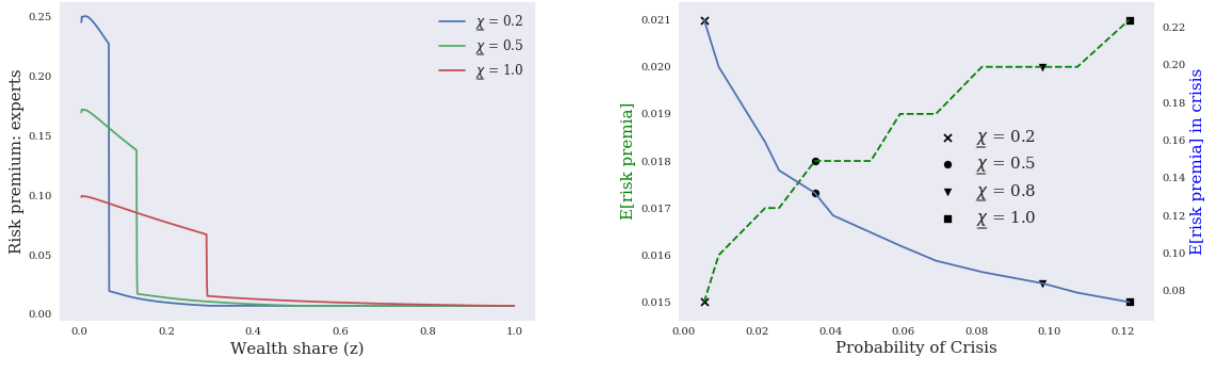 Risk premium: experts
0.25
0.20
0.15
0.10
0.05
0.00
χ = 0.2
χ = 0.5
χ = 1.0
0.0 0.2 0.4 0.6 0.8 1.0
Wealth share (z)
E[risk premia]
0.021
0.020
0.019
0.018
0.017
0.016
0.015
χ = 0.2
χ = 0.5
χ = 0.8
χ = 1.0
0.22
0.20
0.18
0.16
0.14
0.12
0.10
0.08
E[risk premia] in crisis
0.00 0.02 0.04 0.06 0.08 0.10 0.12
Probability of Crisis